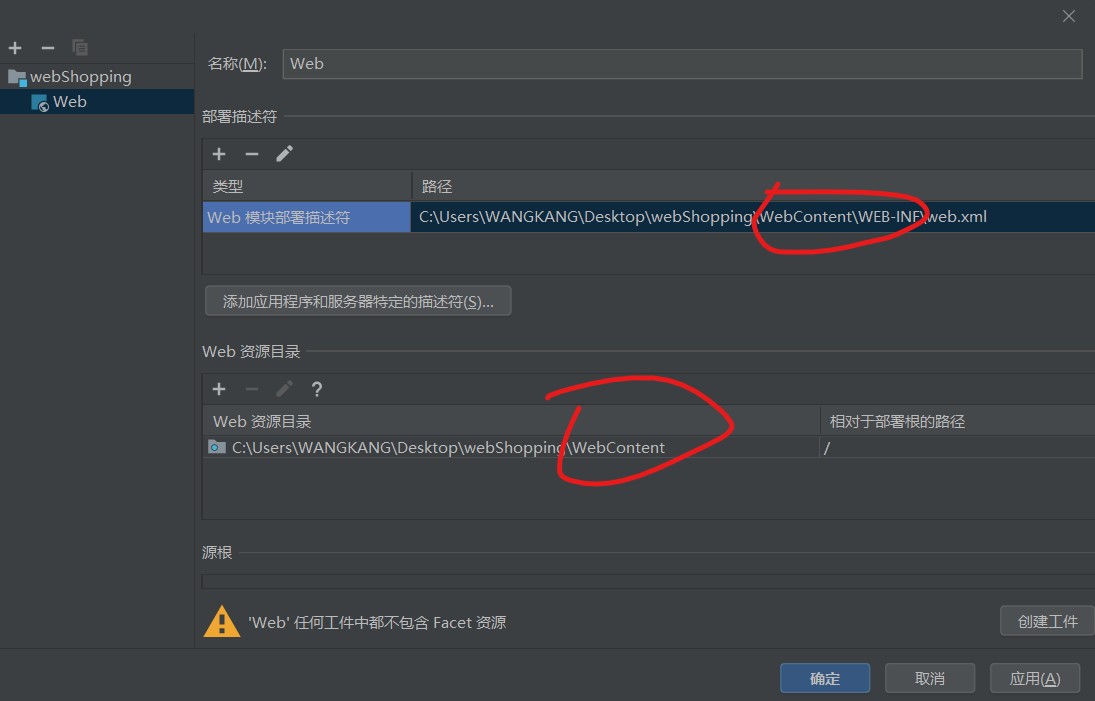 webShopping
Web
名称(M): Web
部署描述符
类型 路径
Web 模块部署描述符 C:\Users\WANGKANG\Desktop\webShopping\WebContent\WEB-INF\web.xml
添加应用程序和服务器特定的描述符(S)...
Web 资源目录
?
Web 资源目录 相对于部署根的路径
C:\Users\WANGKANG\Desktop\webShopping\WebContent /
源根
'Web' 任何工件中都不包含 Facet 资源 创建工件
确定 取消 应用(A)